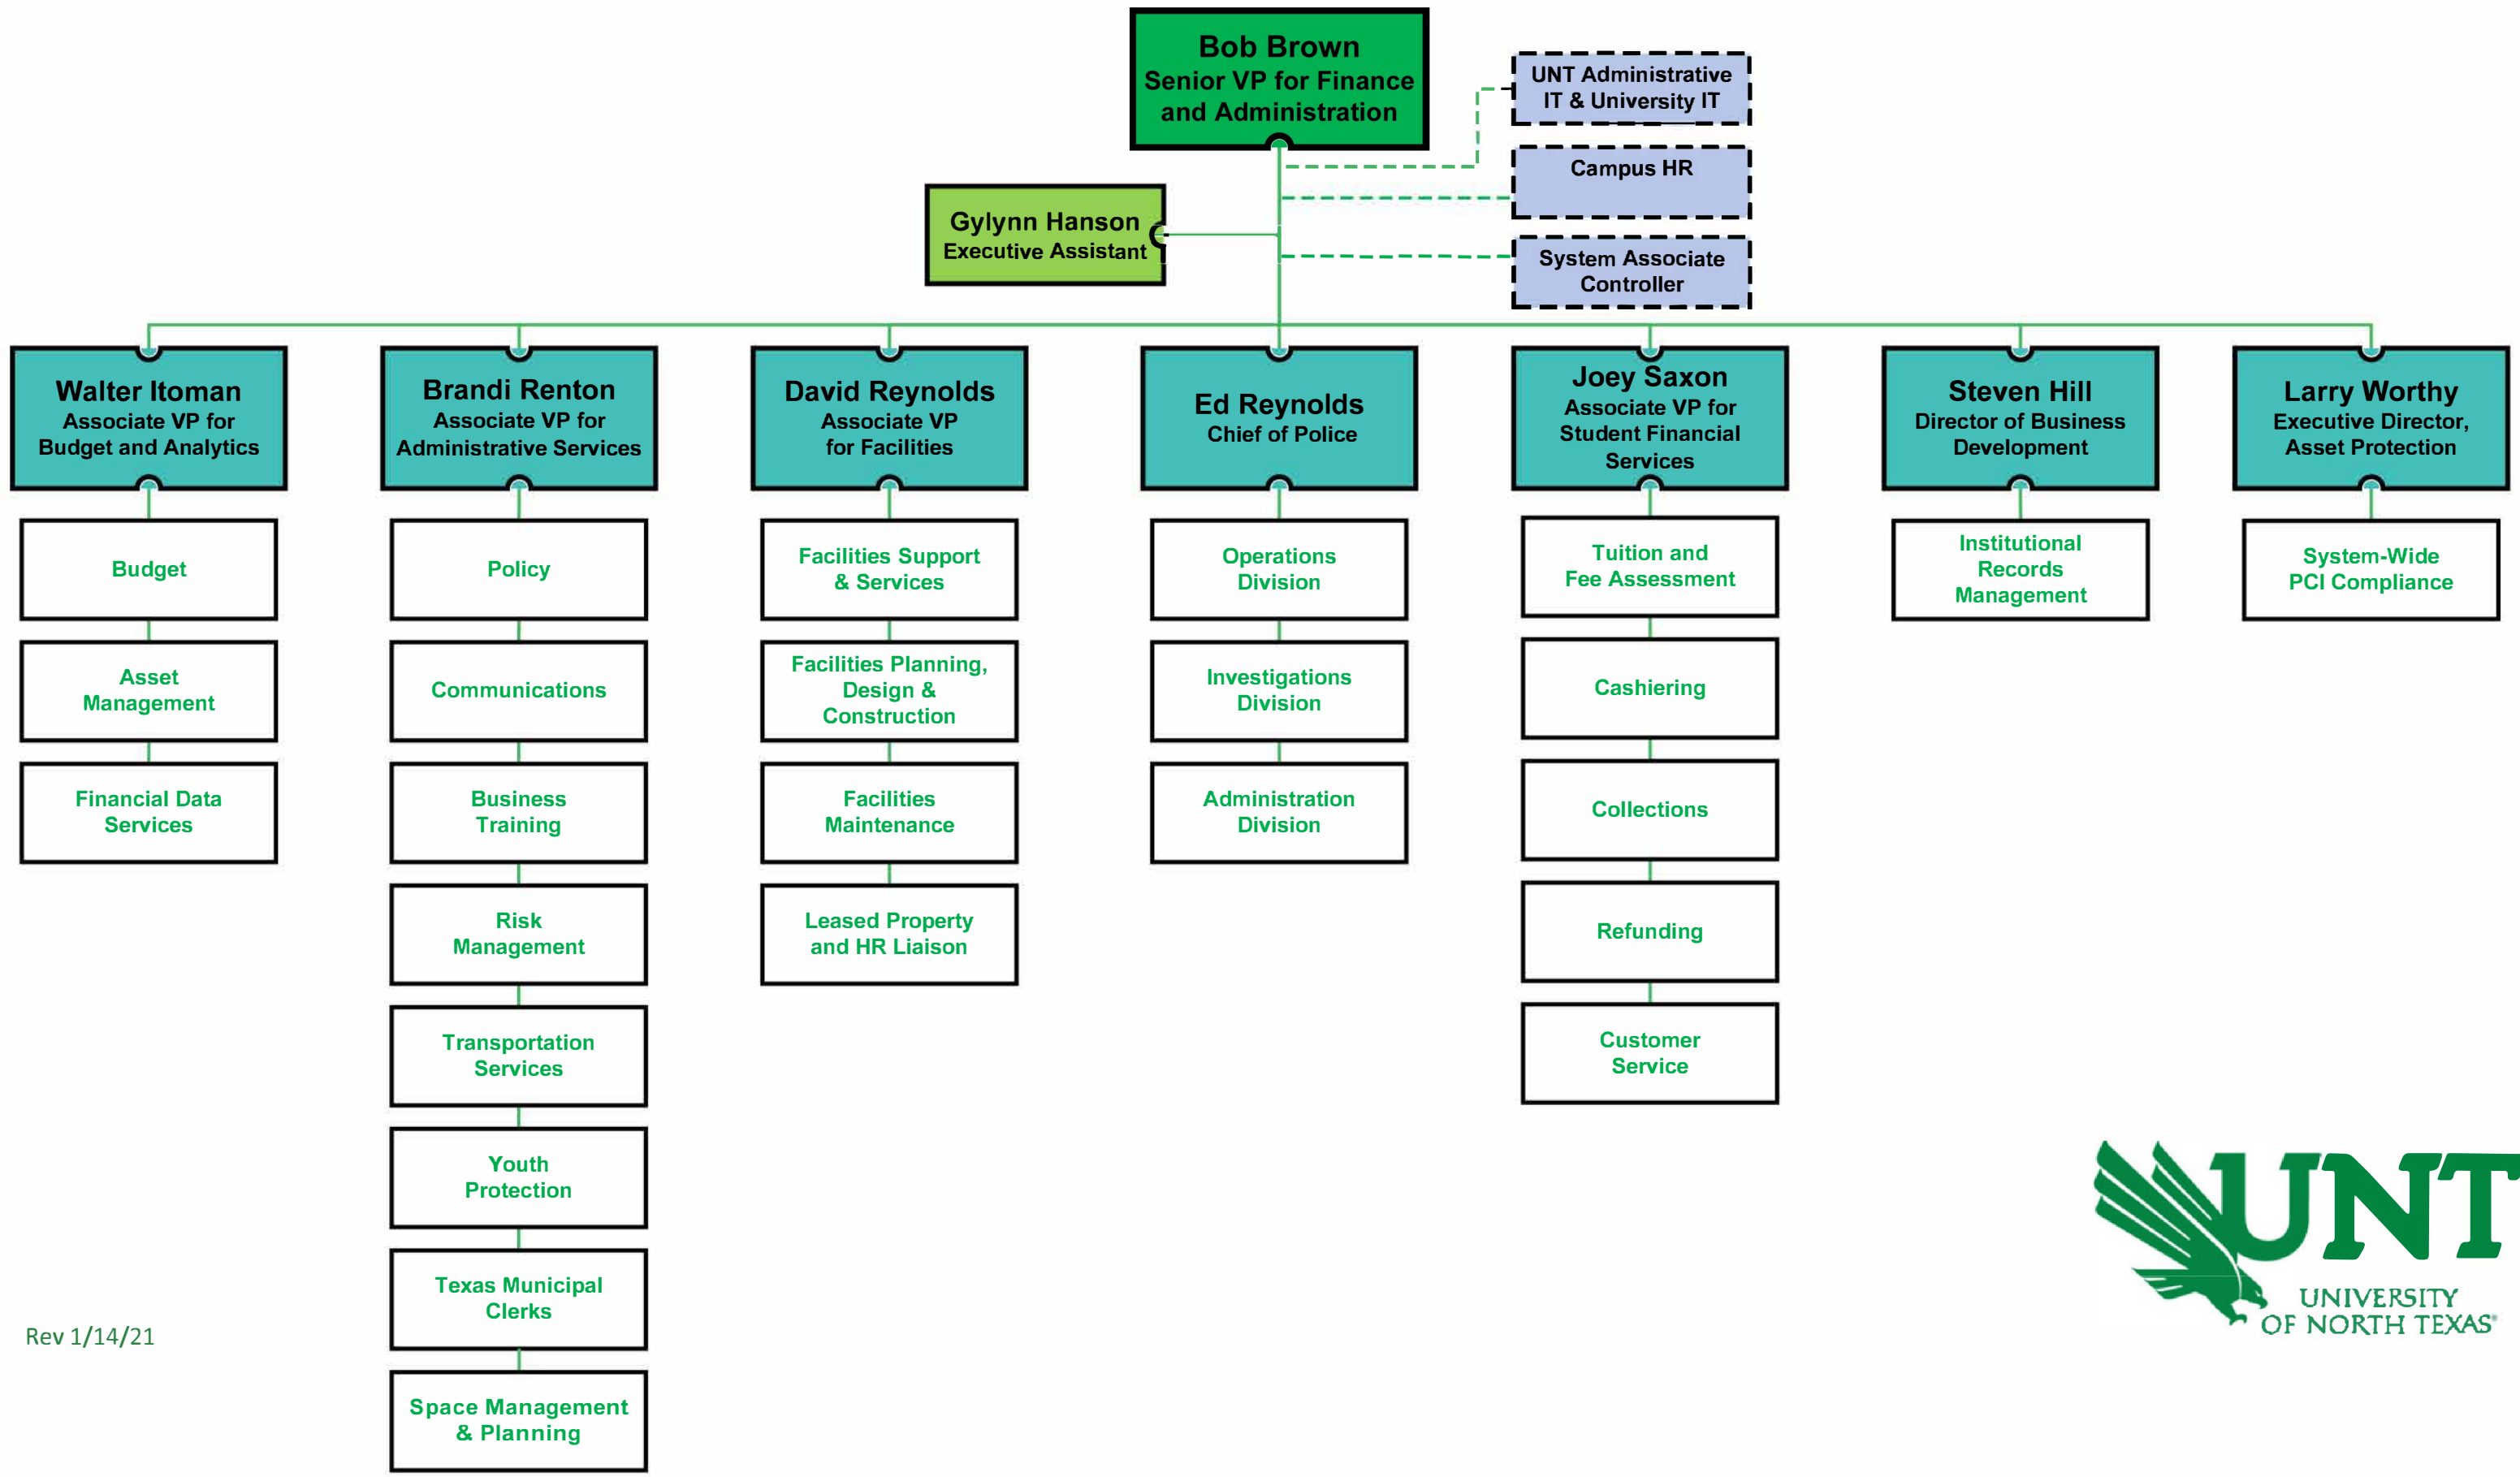 Bob Brown
Senior VP for Finance
and Administration
UNT Administrative
IT & University IT
Campus HR
System Associate
Controller
Gylynn Hanson
Executive Assistant
Walter Itoman
Associate VP for
Budget and Analytics
Budget
Asset
Management
Financial Data
Services
Brandi Renton
Associate VP for
Administrative Services
Policy
Communications
Business
Training
Risk
Management
Transportation
Services
Youth
Protection
Texas Municipal
Clerks
Space Management
& Planning
David Reynolds
Associate VP
for Facilities
Facilities Support
& Services
Facilities Planning,
Design &
Construction
Facilities
Maintenance
Leased Property
and HR Liaison
Ed Reynolds
Chief of Police
Operations
Division
Investigations
Division
Administration
Division
Joey Saxon
Associate VP for
Student Financial
Services
Tuition and
Fee Assessment
Cashiering
Collections
Refunding
Customer
Service
Steven Hill
Director of Business
Development
Institutional
Records
Management
Larry Worthy
Executive Director,
Asset Protection
System-Wide
PCI Compliance
Rev 1/14/21
UNT
UNIVERSITY
OF NORTH TEXAS®